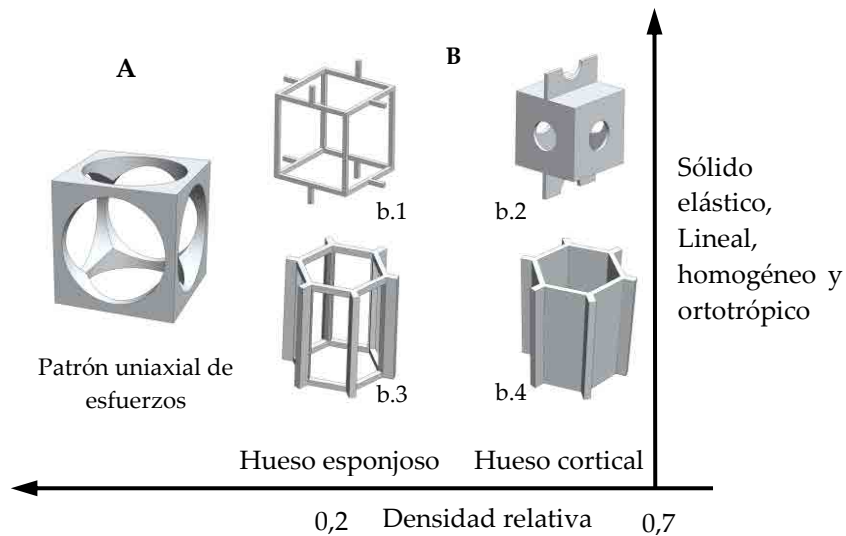 A
B
b.1
b.2
b.3
b.4
Patrón uniaxial de
esfuerzos
Sólido
elástico,
Lineal,
homogéneo y
ortotrópico
Hueso esponjoso
Hueso cortical
0,2
Densidad relativa
0,7